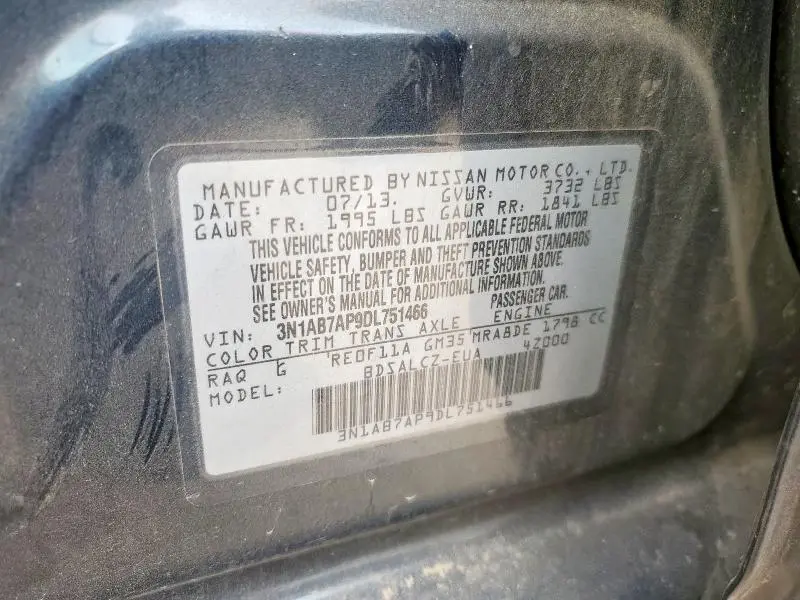 MANUFACTURED BY NISSAN MOTOR CO., LTD.
DATE: 07/13. GVWR: 3732 LBS
GAWR FR: 1995 LBS GAWR RR: 1841 LBS
THIS VEHICLE CONFORMS TO ALL APPLICABLE FEDERAL MOTOR
VEHICLE SAFETY, BUMPER AND THEFT PREVENTION STANDARDS
IN EFFECT ON THE DATE OF MANUFACTURE SHOWN ABOVE.
SEE OWNER'S MANUAL FOR ADDITIONAL INFORMATION.
VIN: 3N1AB7AP9DL751466 PASSENGER CAR.
COLOR TRIM TRANS AXLE ENGINE
RAQ G RE0F11A GM35 MRA8DE 1798 CC
MODEL: BDSALCZ-EUA 4Z000
3N1AB7AP9DL751466